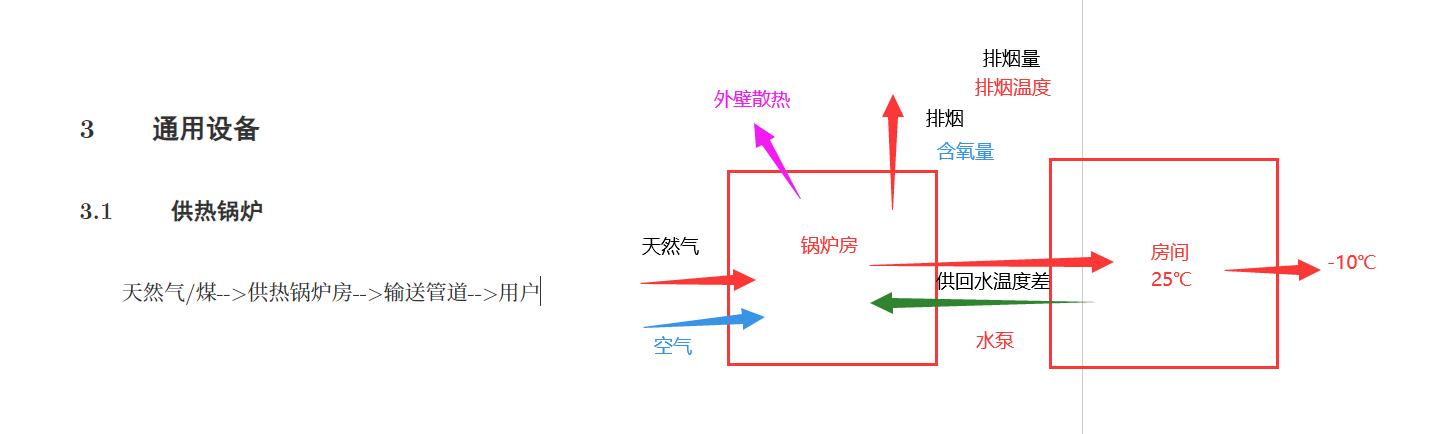 3 通用设备
3.1 供热锅炉
天然气/煤-->供热锅炉房-->输送管道-->用户
排烟量
排烟温度
外壁散热
排烟
含氧量
天然气
锅炉房
房间
25℃
-10℃
供回水温度差
空气
水泵